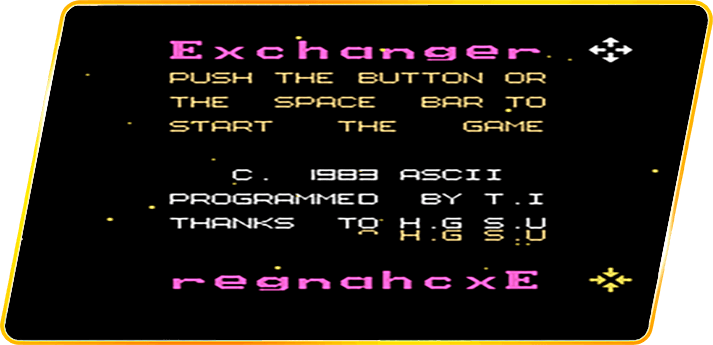 Exchanger
PUSH THE BUTTON OR
THE SPACE BAR TO
START THE GAME
C. 1983 ASCII
PROGRAMMED BY T.I
THANKS TO H.G S.U
H.G S.U
regnahcxE